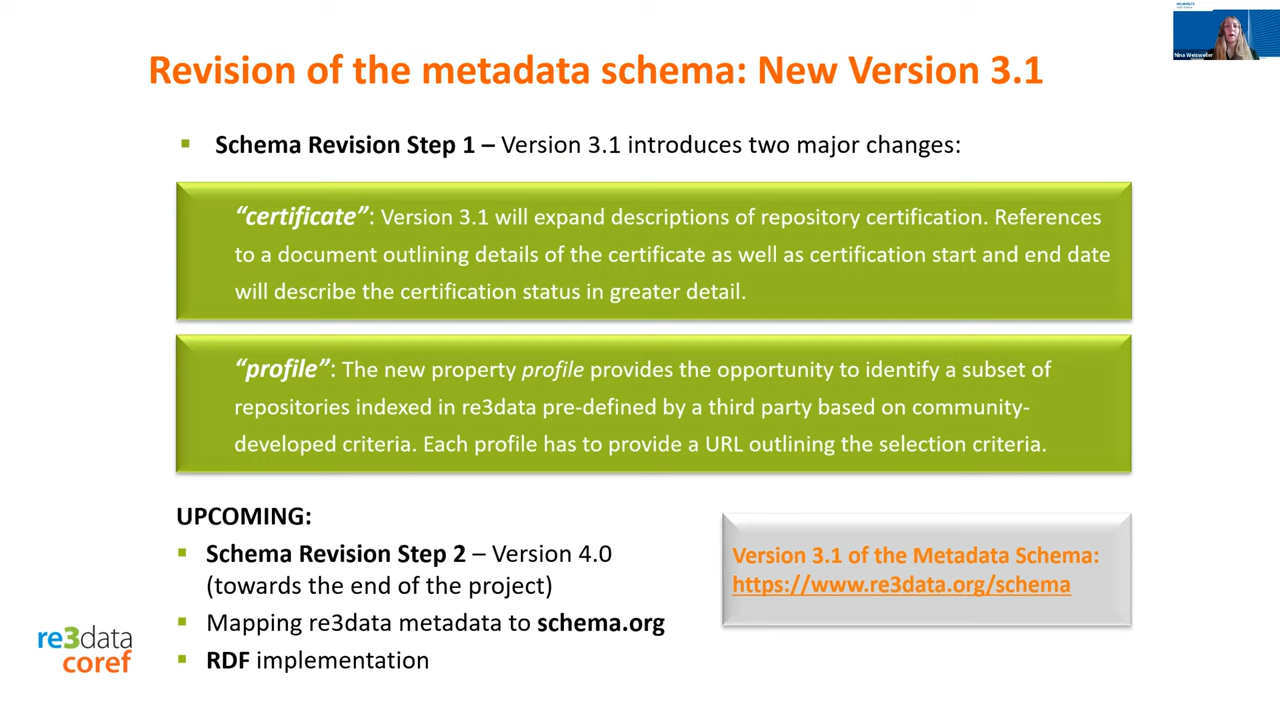 HELMHOLTZ
Open Science
Nina Weisweiler
Revision of the metadata schema: New Version 3.1
▪ Schema Revision Step 1 – Version 3.1 introduces two major changes:
“certificate”: Version 3.1 will expand descriptions of repository certification. References
to a document outlining details of the certificate as well as certification start and end date
will describe the certification status in greater detail.
“profile”: The new property profile provides the opportunity to identify a subset of
repositories indexed in re3data pre-defined by a third party based on community-
developed criteria. Each profile has to provide a URL outlining the selection criteria.
UPCOMING:
▪ Schema Revision Step 2 – Version 4.0
(towards the end of the project)
▪ Mapping re3data metadata to schema.org
▪ RDF implementation
Version 3.1 of the Metadata Schema:
https://www.re3data.org/schema
re3data
coref